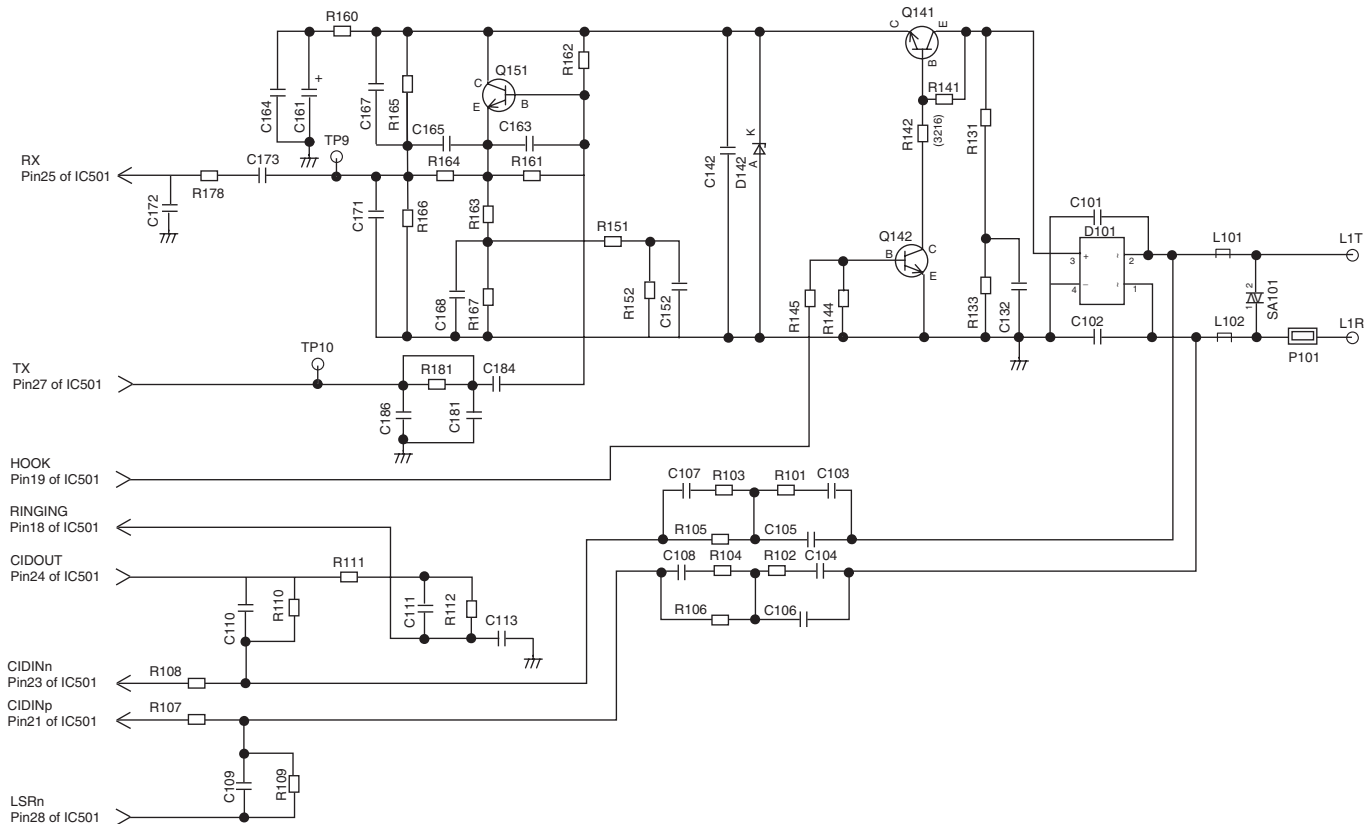 R160
Q141
C
E
B
R162
Q151
C
E
B
R141
R142
(3216)
C164
C161
+
C167
R165
C165
C163
R131
RX
Pin25 of IC501
C173
TP9
R164
R161
C142
D142
K
A
R178
C172
C171
R166
R163
R151
Q142
B
C
E
C101
D101
3
+
~
2
4
–
~
1
L101
L1T
SA101
1
2
C168
R167
R152
C152
R145
R144
R133
C132
C102
L102
P101
L1R
TP10
TX
Pin27 of IC501
R181
C184
C186
C181
HOOK
Pin19 of IC501
C107
R103
R101
C103
RINGING
Pin18 of IC501
R105
C105
CIDOUT
Pin24 of IC501
R111
C108
R104
R102
C104
C110
R110
C111
R112
C113
R106
C106
CIDINn
Pin23 of IC501
R108
CIDINp
Pin21 of IC501
R107
C109
R109
LSRn
Pin28 of IC501